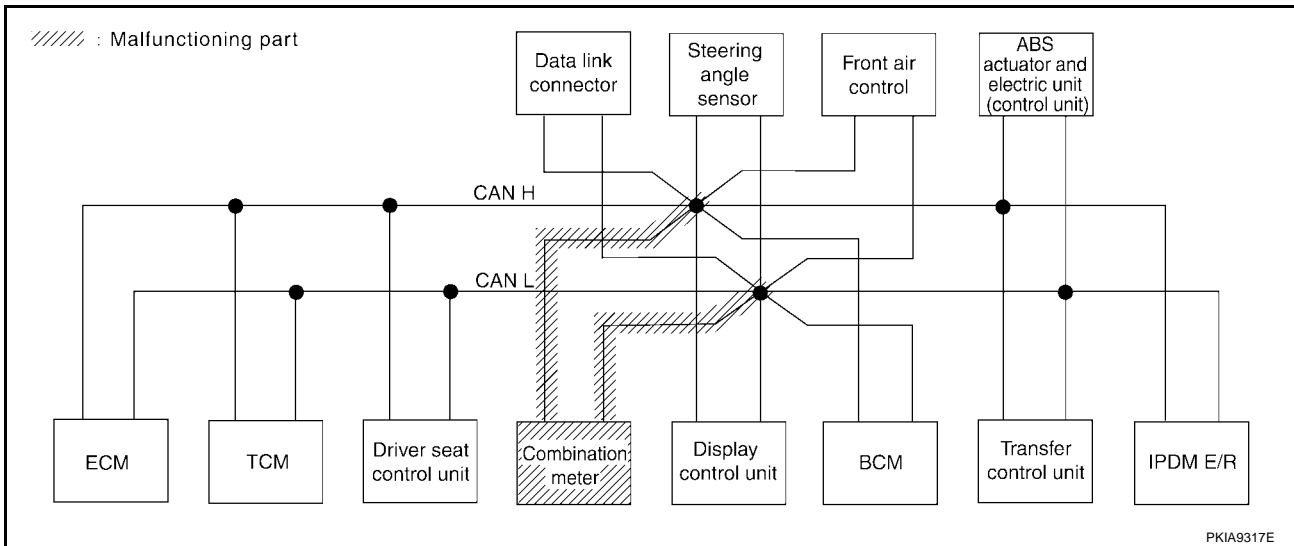 : Malfunctioning part
Data link
connector
Steering
angle
sensor
Front air
control
ABS
actuator and
electric unit
(control unit)
CAN H
CAN L
ECM
TCM
Driver seat
control unit
Combination
meter
Display
control unit
BCM
Transfer
control unit
IPDM E/R
PKIA9317E